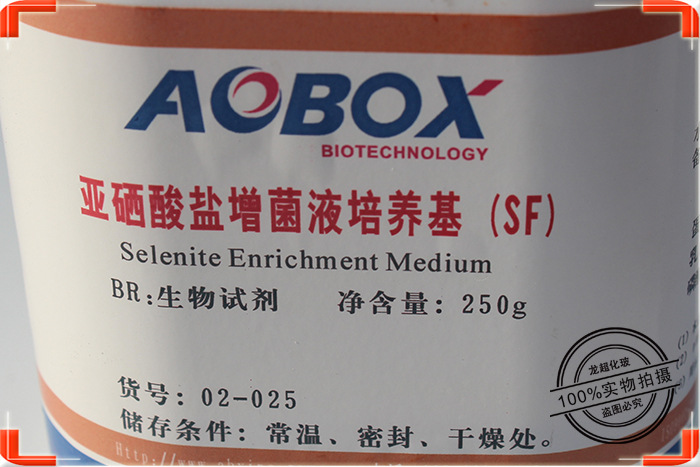 AOBOX
BIOTECHNOLOGY
亚硒酸盐增菌液培养基 (SF)
Selenite Enrichment Medium
BR:生物试剂 净含量: 250g
货号: 02-025
储存条件: 常温、密封、干燥处。
龙超化玻
100%实物拍摄
盗图必究